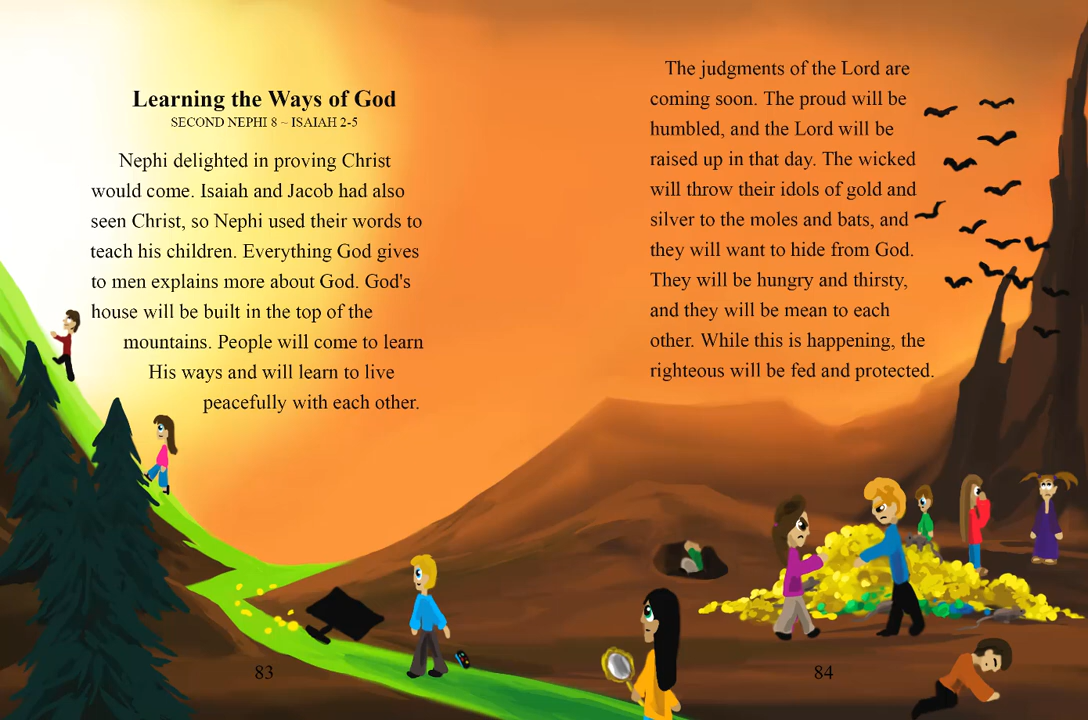 Learning the Ways of God
SECOND NEPHI 8 ~ ISAIAH 2-5
Nephi delighted in proving Christ
would come. Isaiah and Jacob had also
seen Christ, so Nephi used their words to
teach his children. Everything God gives
to men explains more about God. God's
house will be built in the top of the
mountains. People will come to learn
His ways and will learn to live
peacefully with each other.
83
The judgments of the Lord are
coming soon. The proud will be
humbled, and the Lord will be
raised up in that day. The wicked
will throw their idols of gold and
silver to the moles and bats, and
they will want to hide from God.
They will be hungry and thirsty,
and they will be mean to each
other. While this is happening, the
righteous will be fed and protected.
84